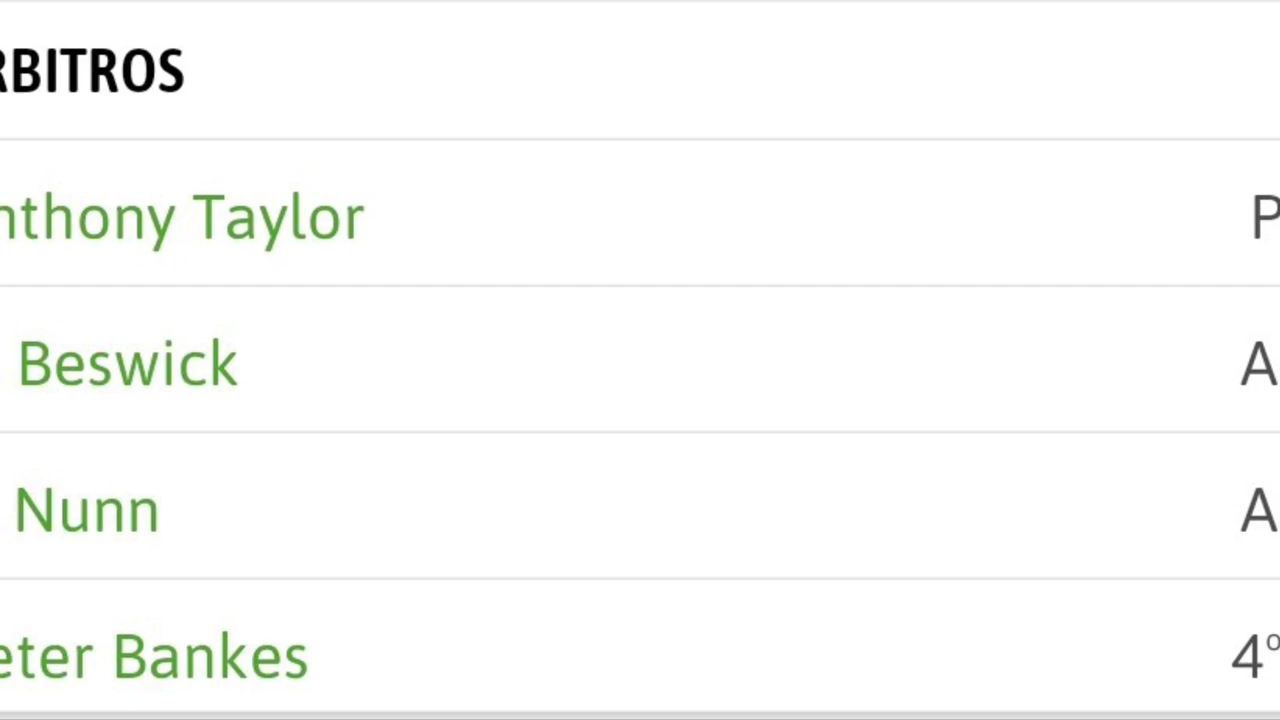 RBITROS
nthony Taylor P
Beswick A
Nunn A
eter Bankes 4º